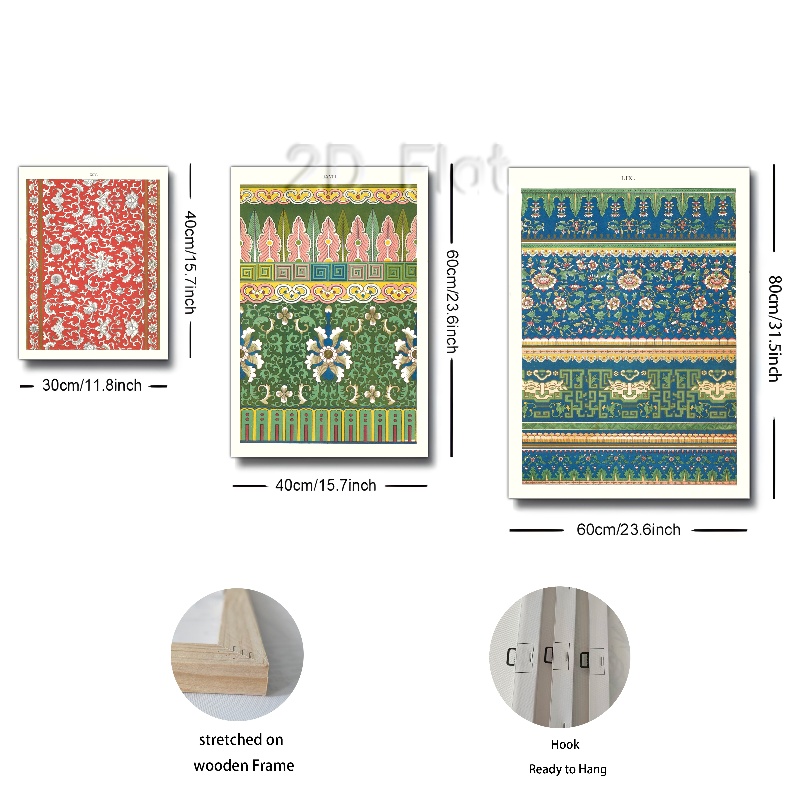 2D Flat
LIX.
40cm/15.7inch
30cm/11.8inch
60cm/23.6inch
40cm/15.7inch
80cm/31.5inch
60cm/23.6inch
stretched on
wooden Frame
Hook
Ready to Hang